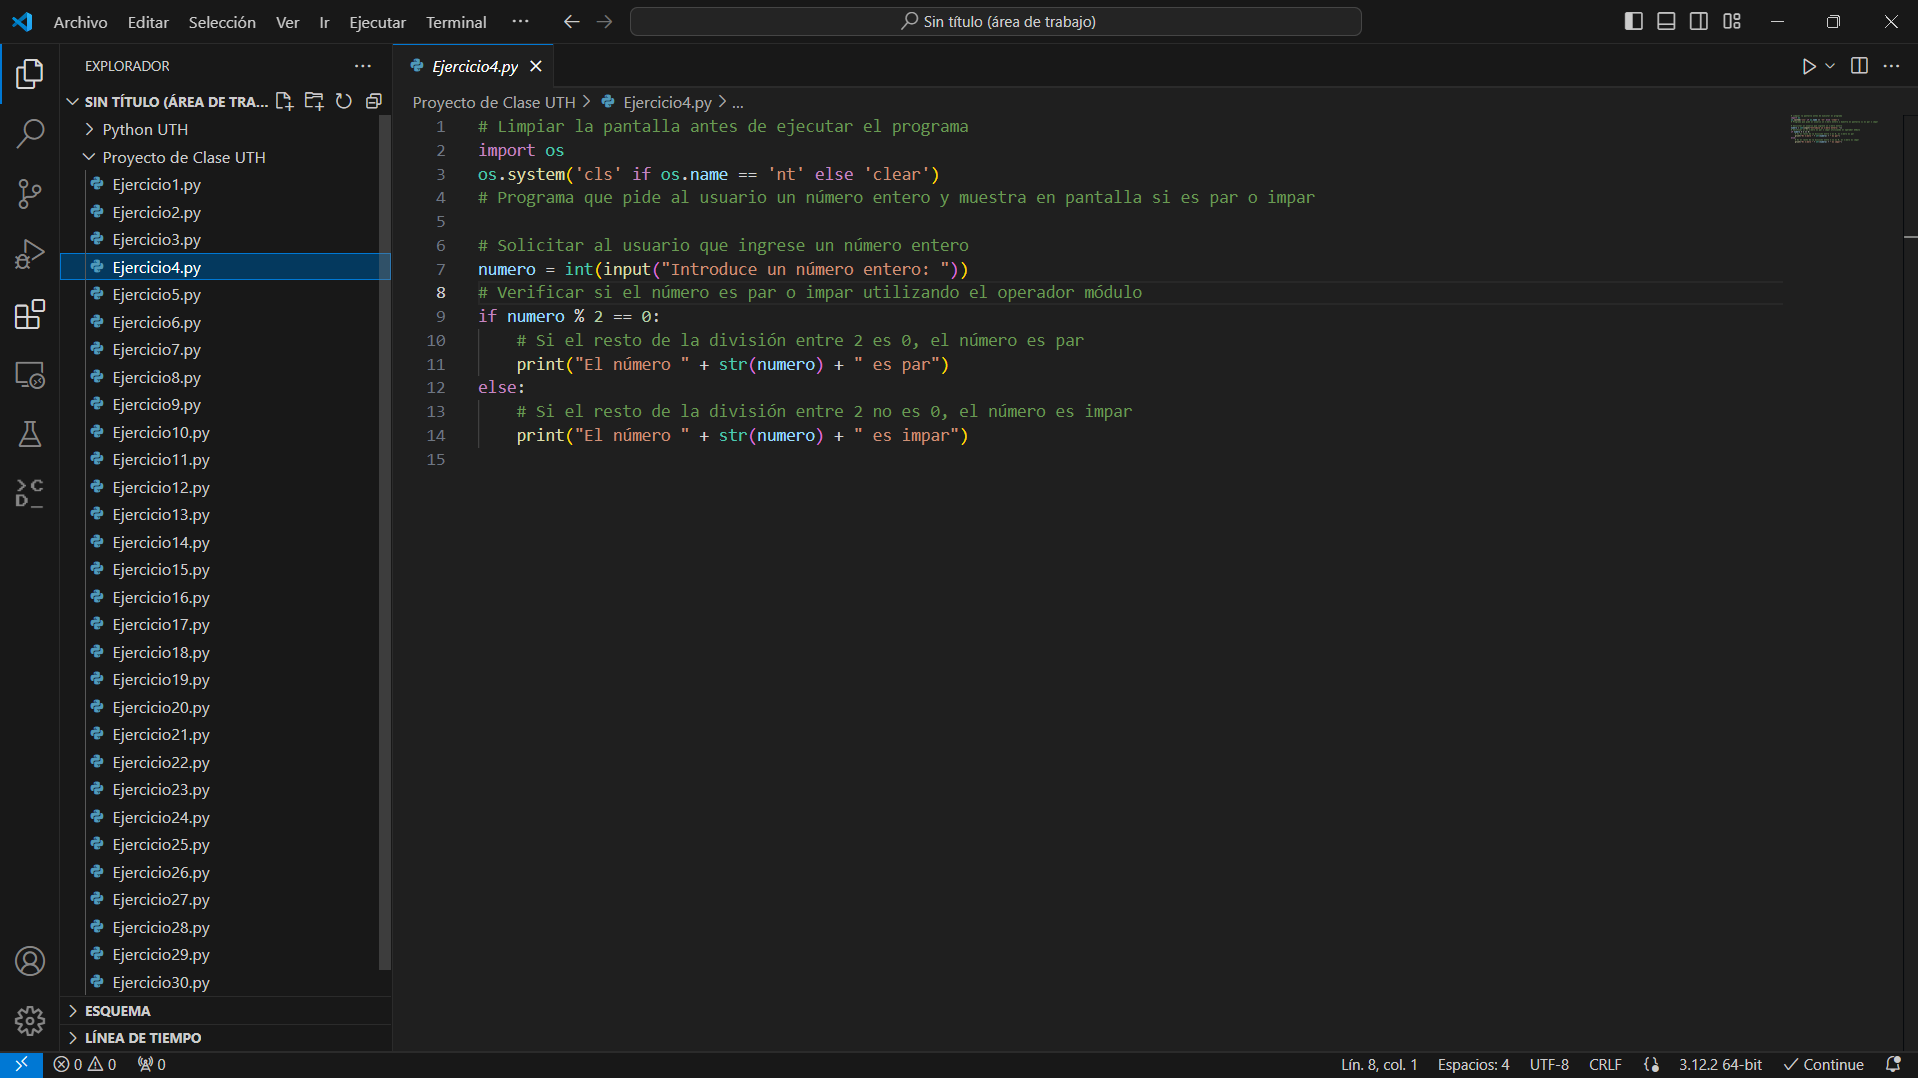 Archivo Editar Selección Ver Ir Ejecutar Terminal ··· Sin título (área de trabajo)
EXPLORADOR ···
SIN TÍTULO (ÁREA DE TRA...
Python UTH
Proyecto de Clase UTH
Ejercicio1.py
Ejercicio2.py
Ejercicio3.py
Ejercicio4.py
Ejercicio5.py
Ejercicio6.py
Ejercicio7.py
Ejercicio8.py
Ejercicio9.py
Ejercicio10.py
Ejercicio11.py
Ejercicio12.py
Ejercicio13.py
Ejercicio14.py
Ejercicio15.py
Ejercicio16.py
Ejercicio17.py
Ejercicio18.py
Ejercicio19.py
Ejercicio20.py
Ejercicio21.py
Ejercicio22.py
Ejercicio23.py
Ejercicio24.py
Ejercicio25.py
Ejercicio26.py
Ejercicio27.py
Ejercicio28.py
Ejercicio29.py
Ejercicio30.py
ESQUEMA
LÍNEA DE TIEMPO
Ejercicio4.py
Proyecto de Clase UTH > Ejercicio4.py > ...
1 # Limpiar la pantalla antes de ejecutar el programa
2 import os
3 os.system('cls' if os.name == 'nt' else 'clear')
4 # Programa que pide al usuario un número entero y muestra en pantalla si es par o impar
5
6 # Solicitar al usuario que ingrese un número entero
7 numero = int(input("Introduce un número entero: "))
8 # Verificar si el número es par o impar utilizando el operador módulo
9 if numero % 2 == 0:
10     # Si el resto de la división entre 2 es 0, el número es par
11     print("El número " + str(numero) + " es par")
12 else:
13     # Si el resto de la división entre 2 no es 0, el número es impar
14     print("El número " + str(numero) + " es impar")
15
0 0 0 Lín. 8, col. 1 Espacios: 4 UTF-8 CRLF 3.12.2 64-bit Continue